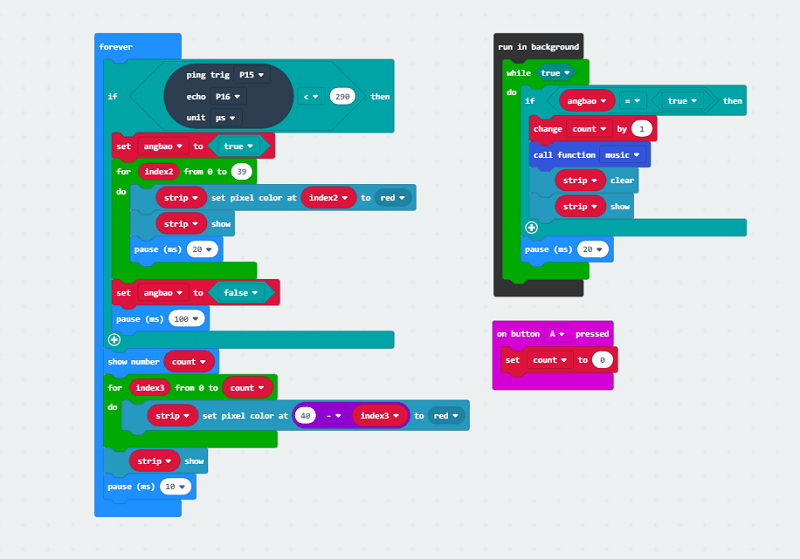 forever
if
ping trig P15
echo P16
unit µs
< 290 then
set angbao to true
for index2 from 0 to 39
do
strip set pixel color at index2 to red
strip show
pause (ms) 20
set angbao to false
pause (ms) 100
show number count
for index3 from 0 to count
do
strip set pixel color at 40 - index3 to red
strip show
pause (ms) 10
run in background
while true
do
if angbao = true then
change count by 1
call function music
strip clear
strip show
pause (ms) 20
on button A pressed
set count to 0